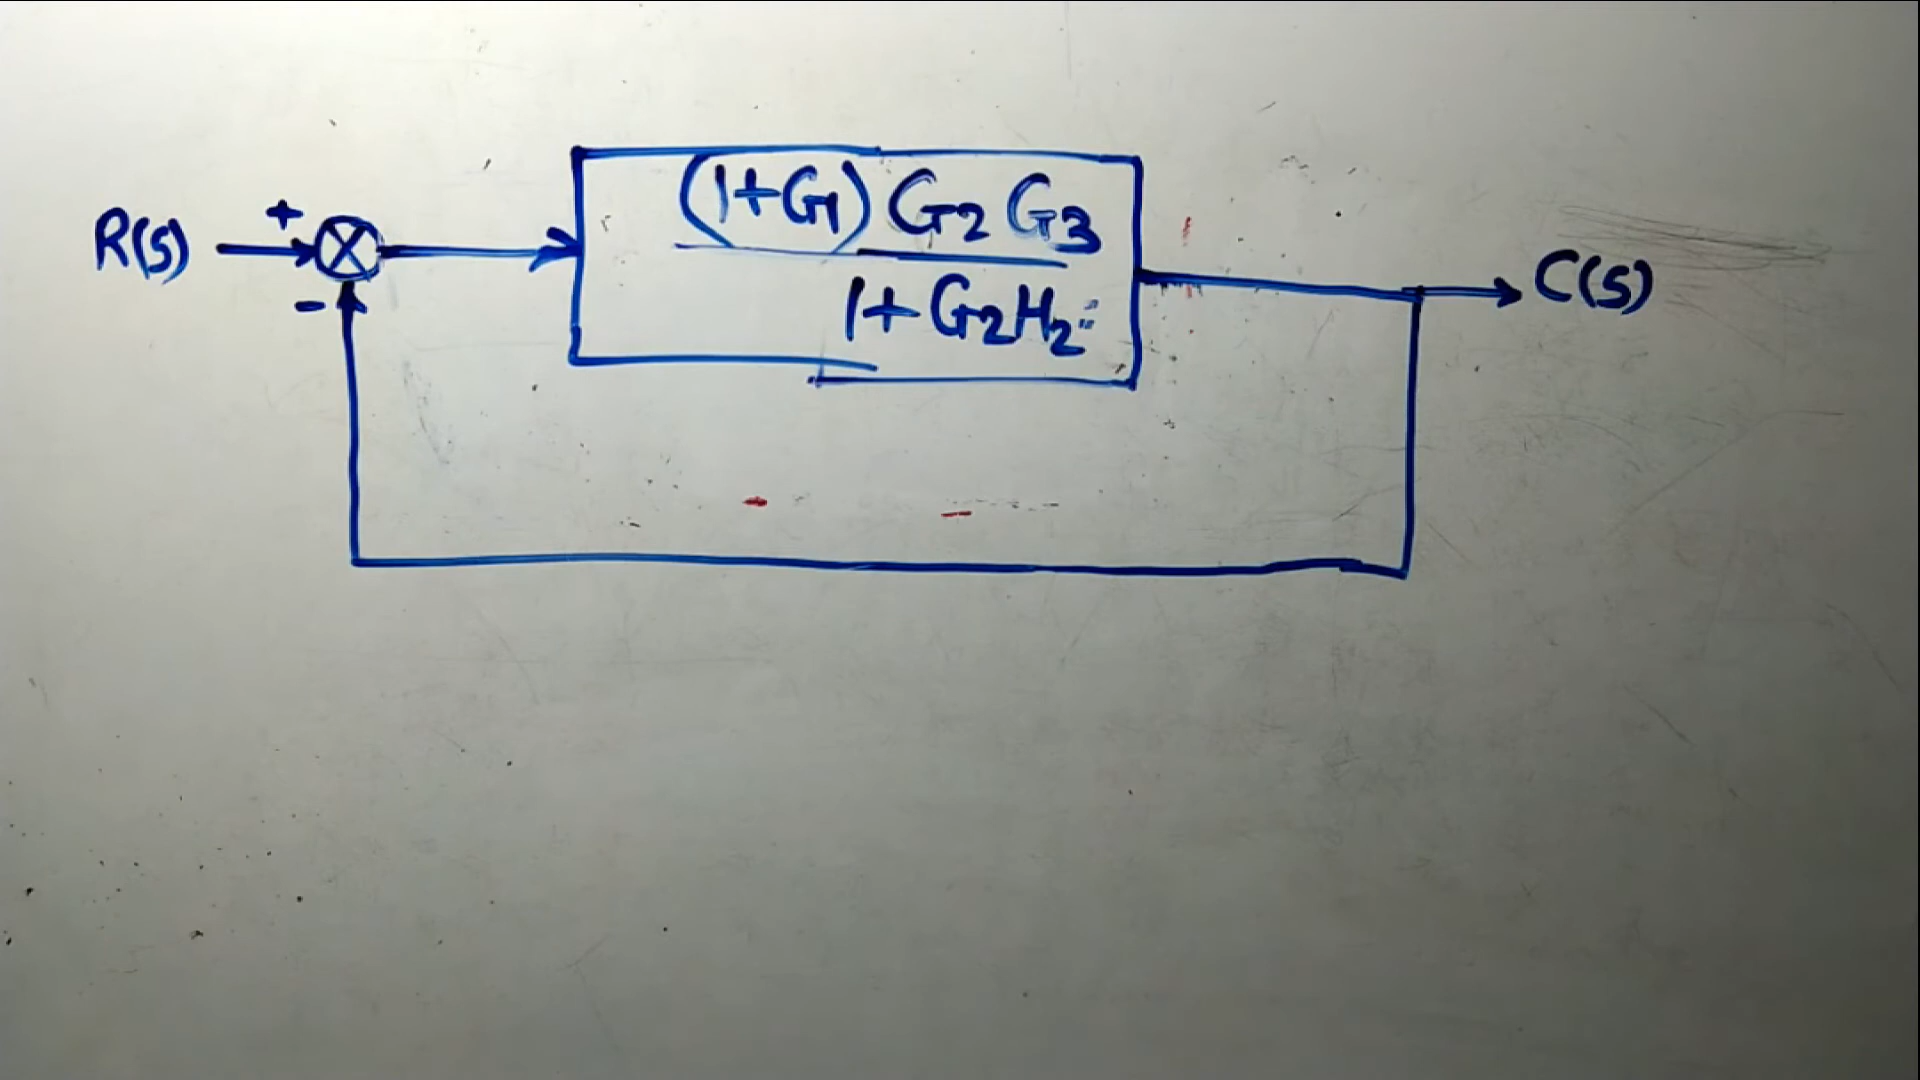 (1+G1) G2 G3
+
R(S)
C(S)
-
1+ G2H2